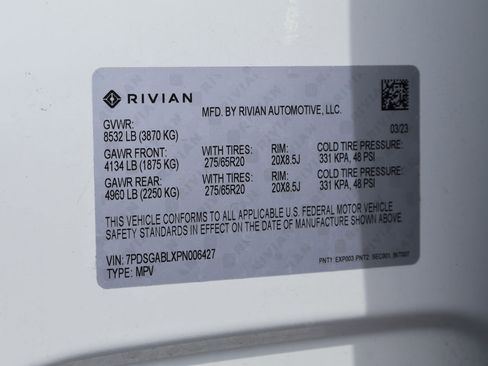 RIVIAN
MFD. BY RIVIAN AUTOMOTIVE, LLC.
03/23
GVWR:
8532 LB (3870 KG)
GAWR FRONT: WITH TIRES: RIM: COLD TIRE PRESSURE:
4134 LB (1875 KG) 275/65R20 20X8.5J 331 KPA, 48 PSI
GAWR REAR: WITH TIRES: RIM: COLD TIRE PRESSURE:
4960 LB (2250 KG) 275/65R20 20X8.5J 331 KPA, 48 PSI
THIS VEHICLE CONFORMS TO ALL APPLICABLE U.S. FEDERAL MOTOR VEHICLE
SAFETY STANDARDS IN EFFECT ON THE DATE OF MANUFACTURE SHOWN ABOVE.
VIN: 7PDSGABLXPN006427
TYPE: MPV
PNT1: EXP003, PNT2: SEC001,